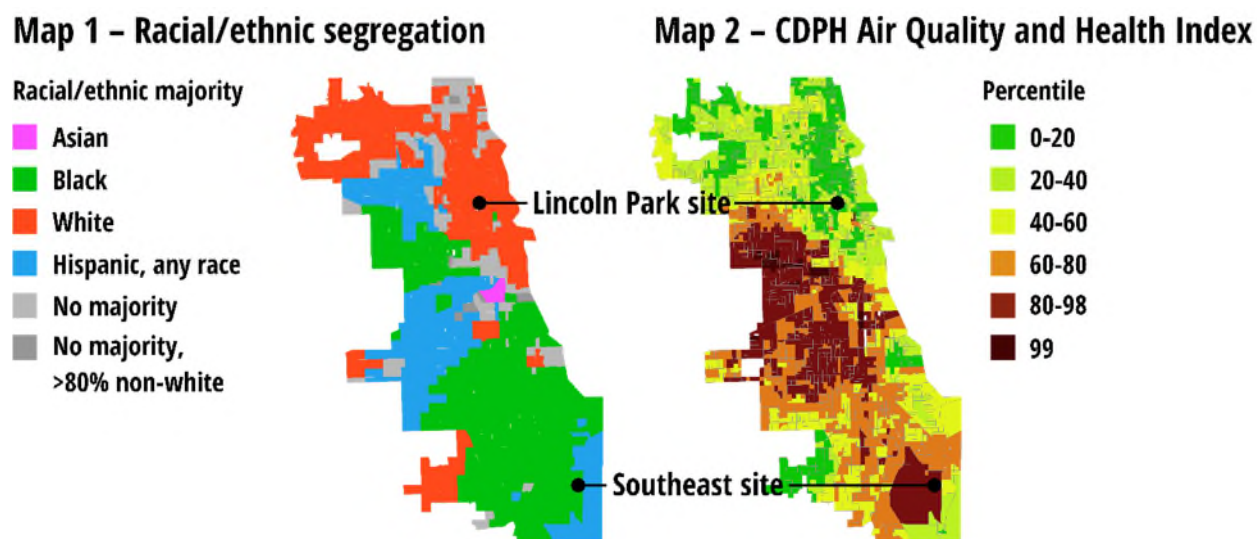 Map 1 – Racial/ethnic segregation
Racial/ethnic majority
Asian
Black
White
Hispanic, any race
No majority
No majority,
>80% non-white
Map 2 – CDPH Air Quality and Health Index
Percentile
0-20
20-40
40-60
60-80
80-98
99
Lincoln Park site
Southeast site